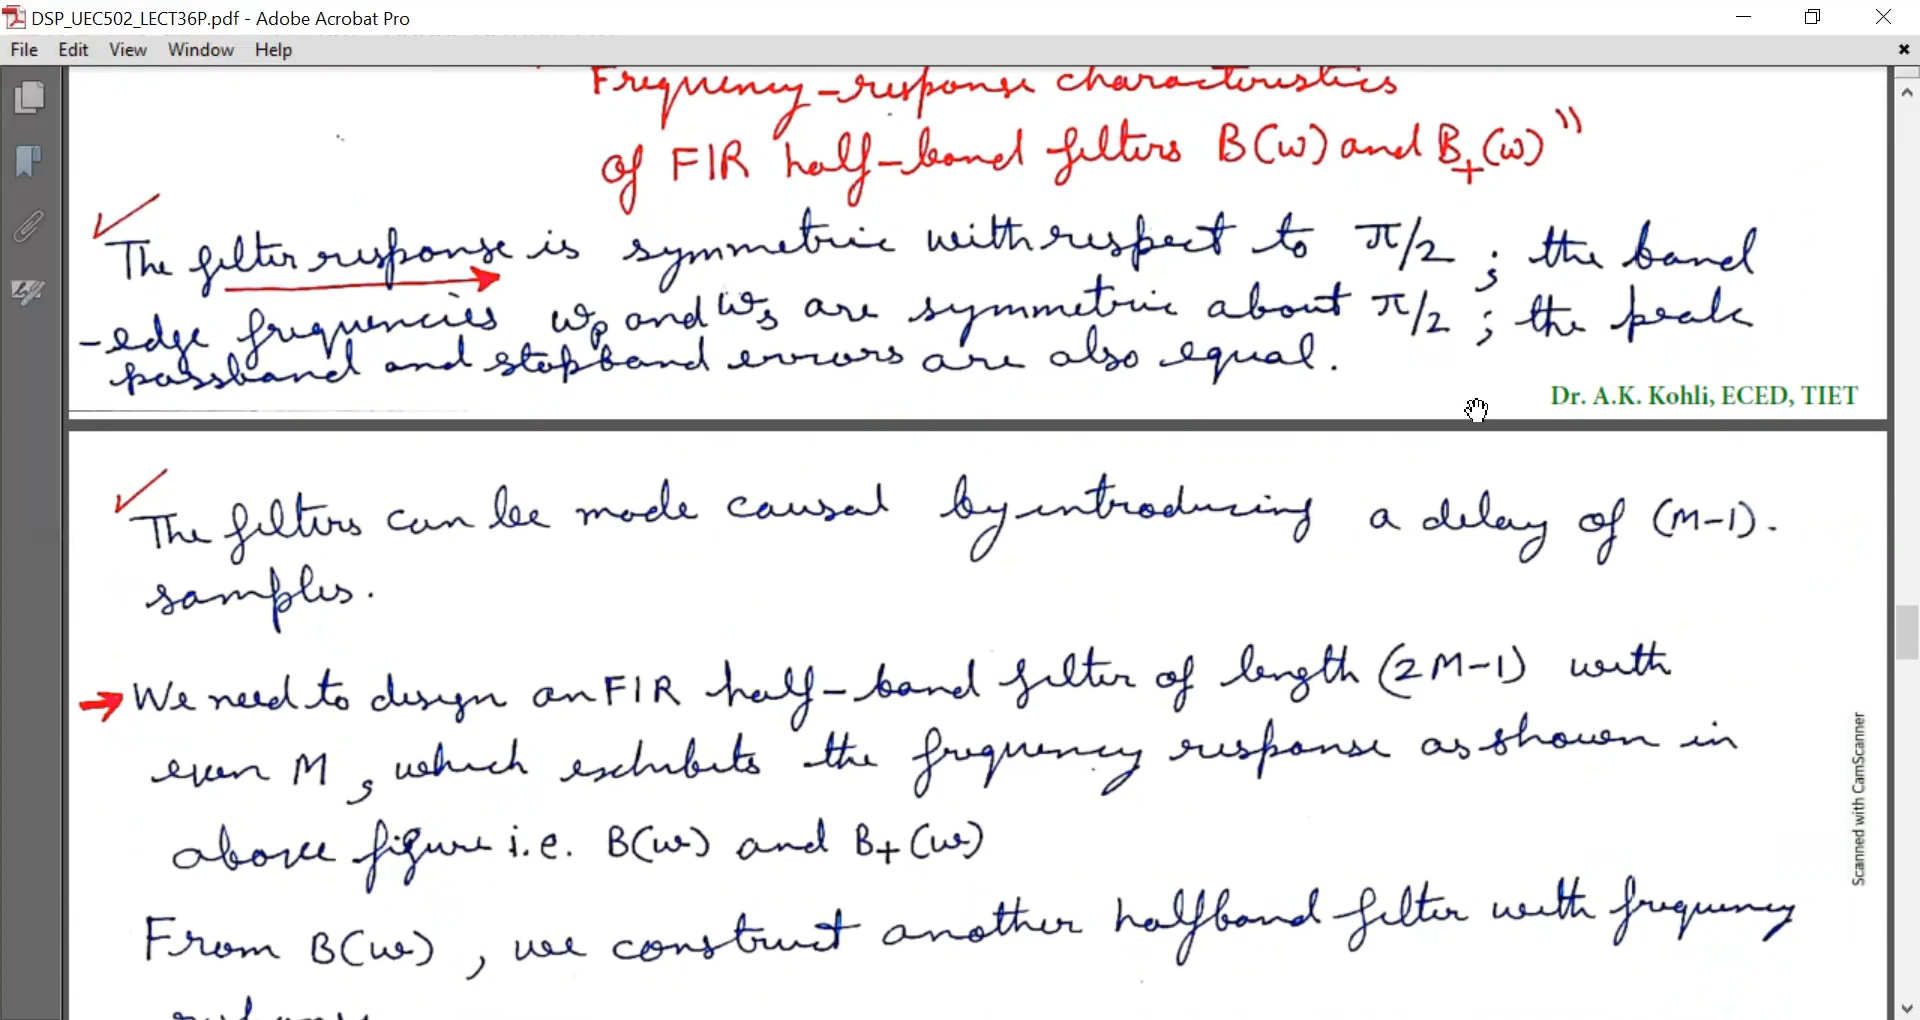 DSP_UEC502_LECT36P.pdf - Adobe Acrobat Pro
File Edit View Window Help
Frequency-response characteristics
of FIR half-band filters B(ω) and B+(ω)"
The filter response is symmetric with respect to π/2 ; the band
-edge frequencies ωp and ωs are symmetric about π/2 ; the peak
passband and stopband errors are also equal.
Dr. A.K. Kohli, ECED, TIET
The filters can be made causal by introducing a delay of (M-1).
samples.
We need to design an FIR half-band filter of length (2M-1) with
even M, which exhibits the frequency response as shown in
above figure i.e. B(ω) and B+(ω)
From B(ω), we construct another halfband filter with frequency
Scanned with CamScanner